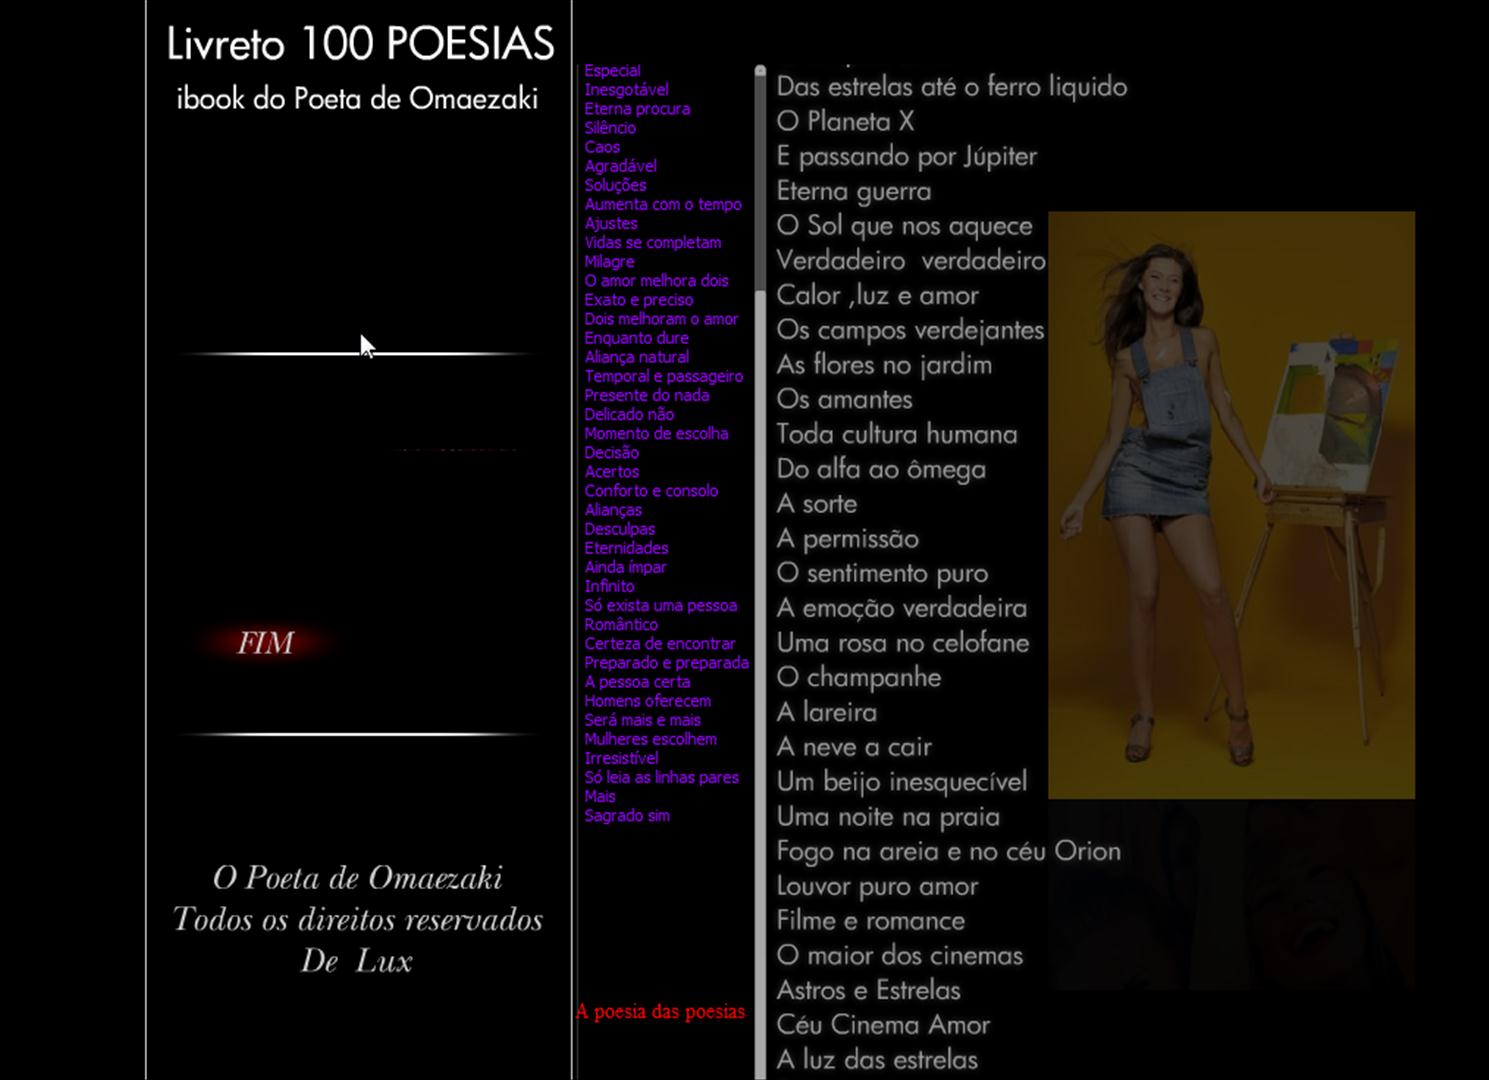 Livreto 100 POESIAS
ibook do Poeta de Omaezaki
FIM
O Poeta de Omaezaki
Todos os direitos reservados
De Lux
Especial
Inesgotável
Eterna procura
Silêncio
Caos
Agradável
Soluções
Aumenta com o tempo
Ajustes
Vidas se completam
Milagre
O amor melhora dois
Exato e preciso
Dois melhoram o amor
Enquanto dure
Aliança natural
Temporal e passageiro
Presente do nada
Delicado não
Momento de escolha
Decisão
Acertos
Conforto e consolo
Alianças
Desculpas
Eternidades
Ainda ímpar
Infinito
Só exista uma pessoa
Romântico
Certeza de encontrar
Preparado e preparada
A pessoa certa
Homens oferecem
Será mais e mais
Mulheres escolhem
Irresistível
Só leia as linhas pares
Mais
Sagrado sim
A poesia das poesias
Das estrelas até o ferro liquido
O Planeta X
E passando por Júpiter
Eterna guerra
O Sol que nos aquece
Verdadeiro  verdadeiro
Calor ,luz e amor
Os campos verdejantes
As flores no jardim
Os amantes
Toda cultura humana
Do alfa ao ômega
A sorte
A permissão
O sentimento puro
A emoção verdadeira
Uma rosa no celofane
O champanhe
A lareira
A neve a cair
Um beijo inesquecível
Uma noite na praia
Fogo na areia e no céu Orion
Louvor puro amor
Filme e romance
O maior dos cinemas
Astros e Estrelas
Céu Cinema Amor
A luz das estrelas